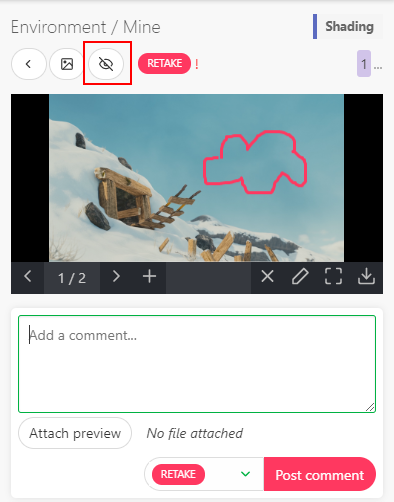 Environment / Mine
Shading
RETAKE !
1 ...
1 / 2
Add a comment...
Attach preview
No file attached
RETAKE
Post comment